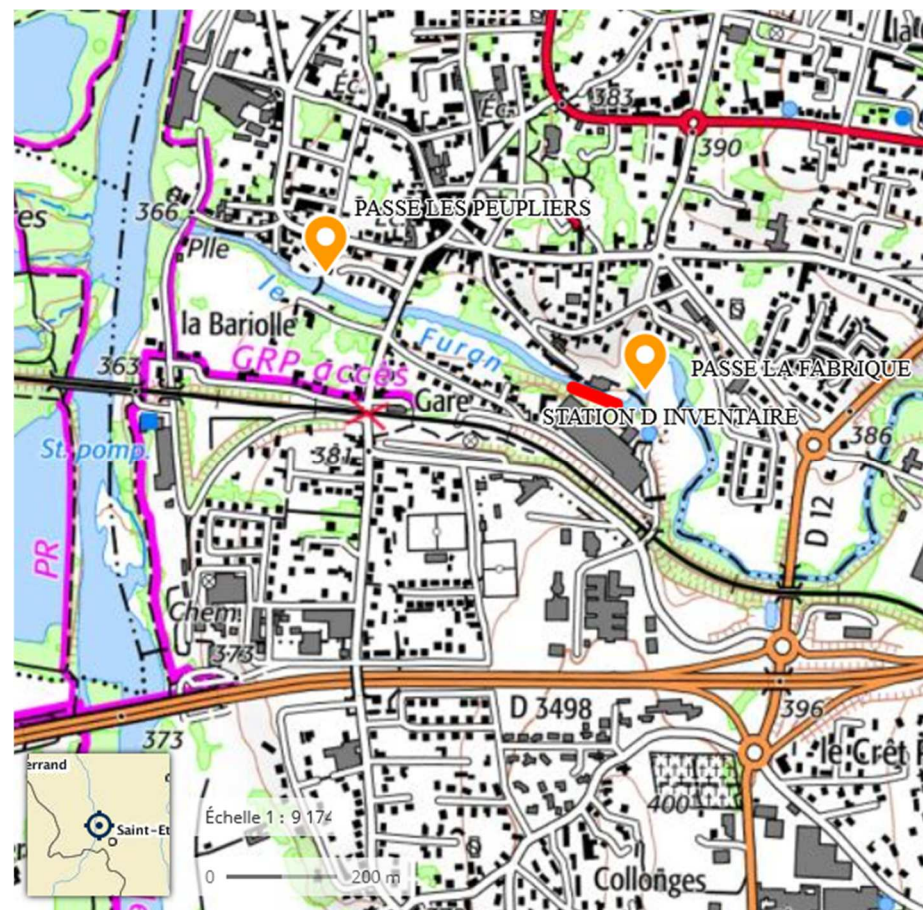 Éc.
383
Éc.
390
366
PASSE LES PEUPLIERS
Plle
le
la Bariolle
Furan
PASSE LA FABRIQUE
363
GRP accès
Gare
STATION D INVENTAIRE
386
St. pomp.
381
D 12
PR
Chem.
373
D 3498
396
373
le Crêt
400
Échelle 1 : 9 174
Saint-Et
0
200 m
Collonges